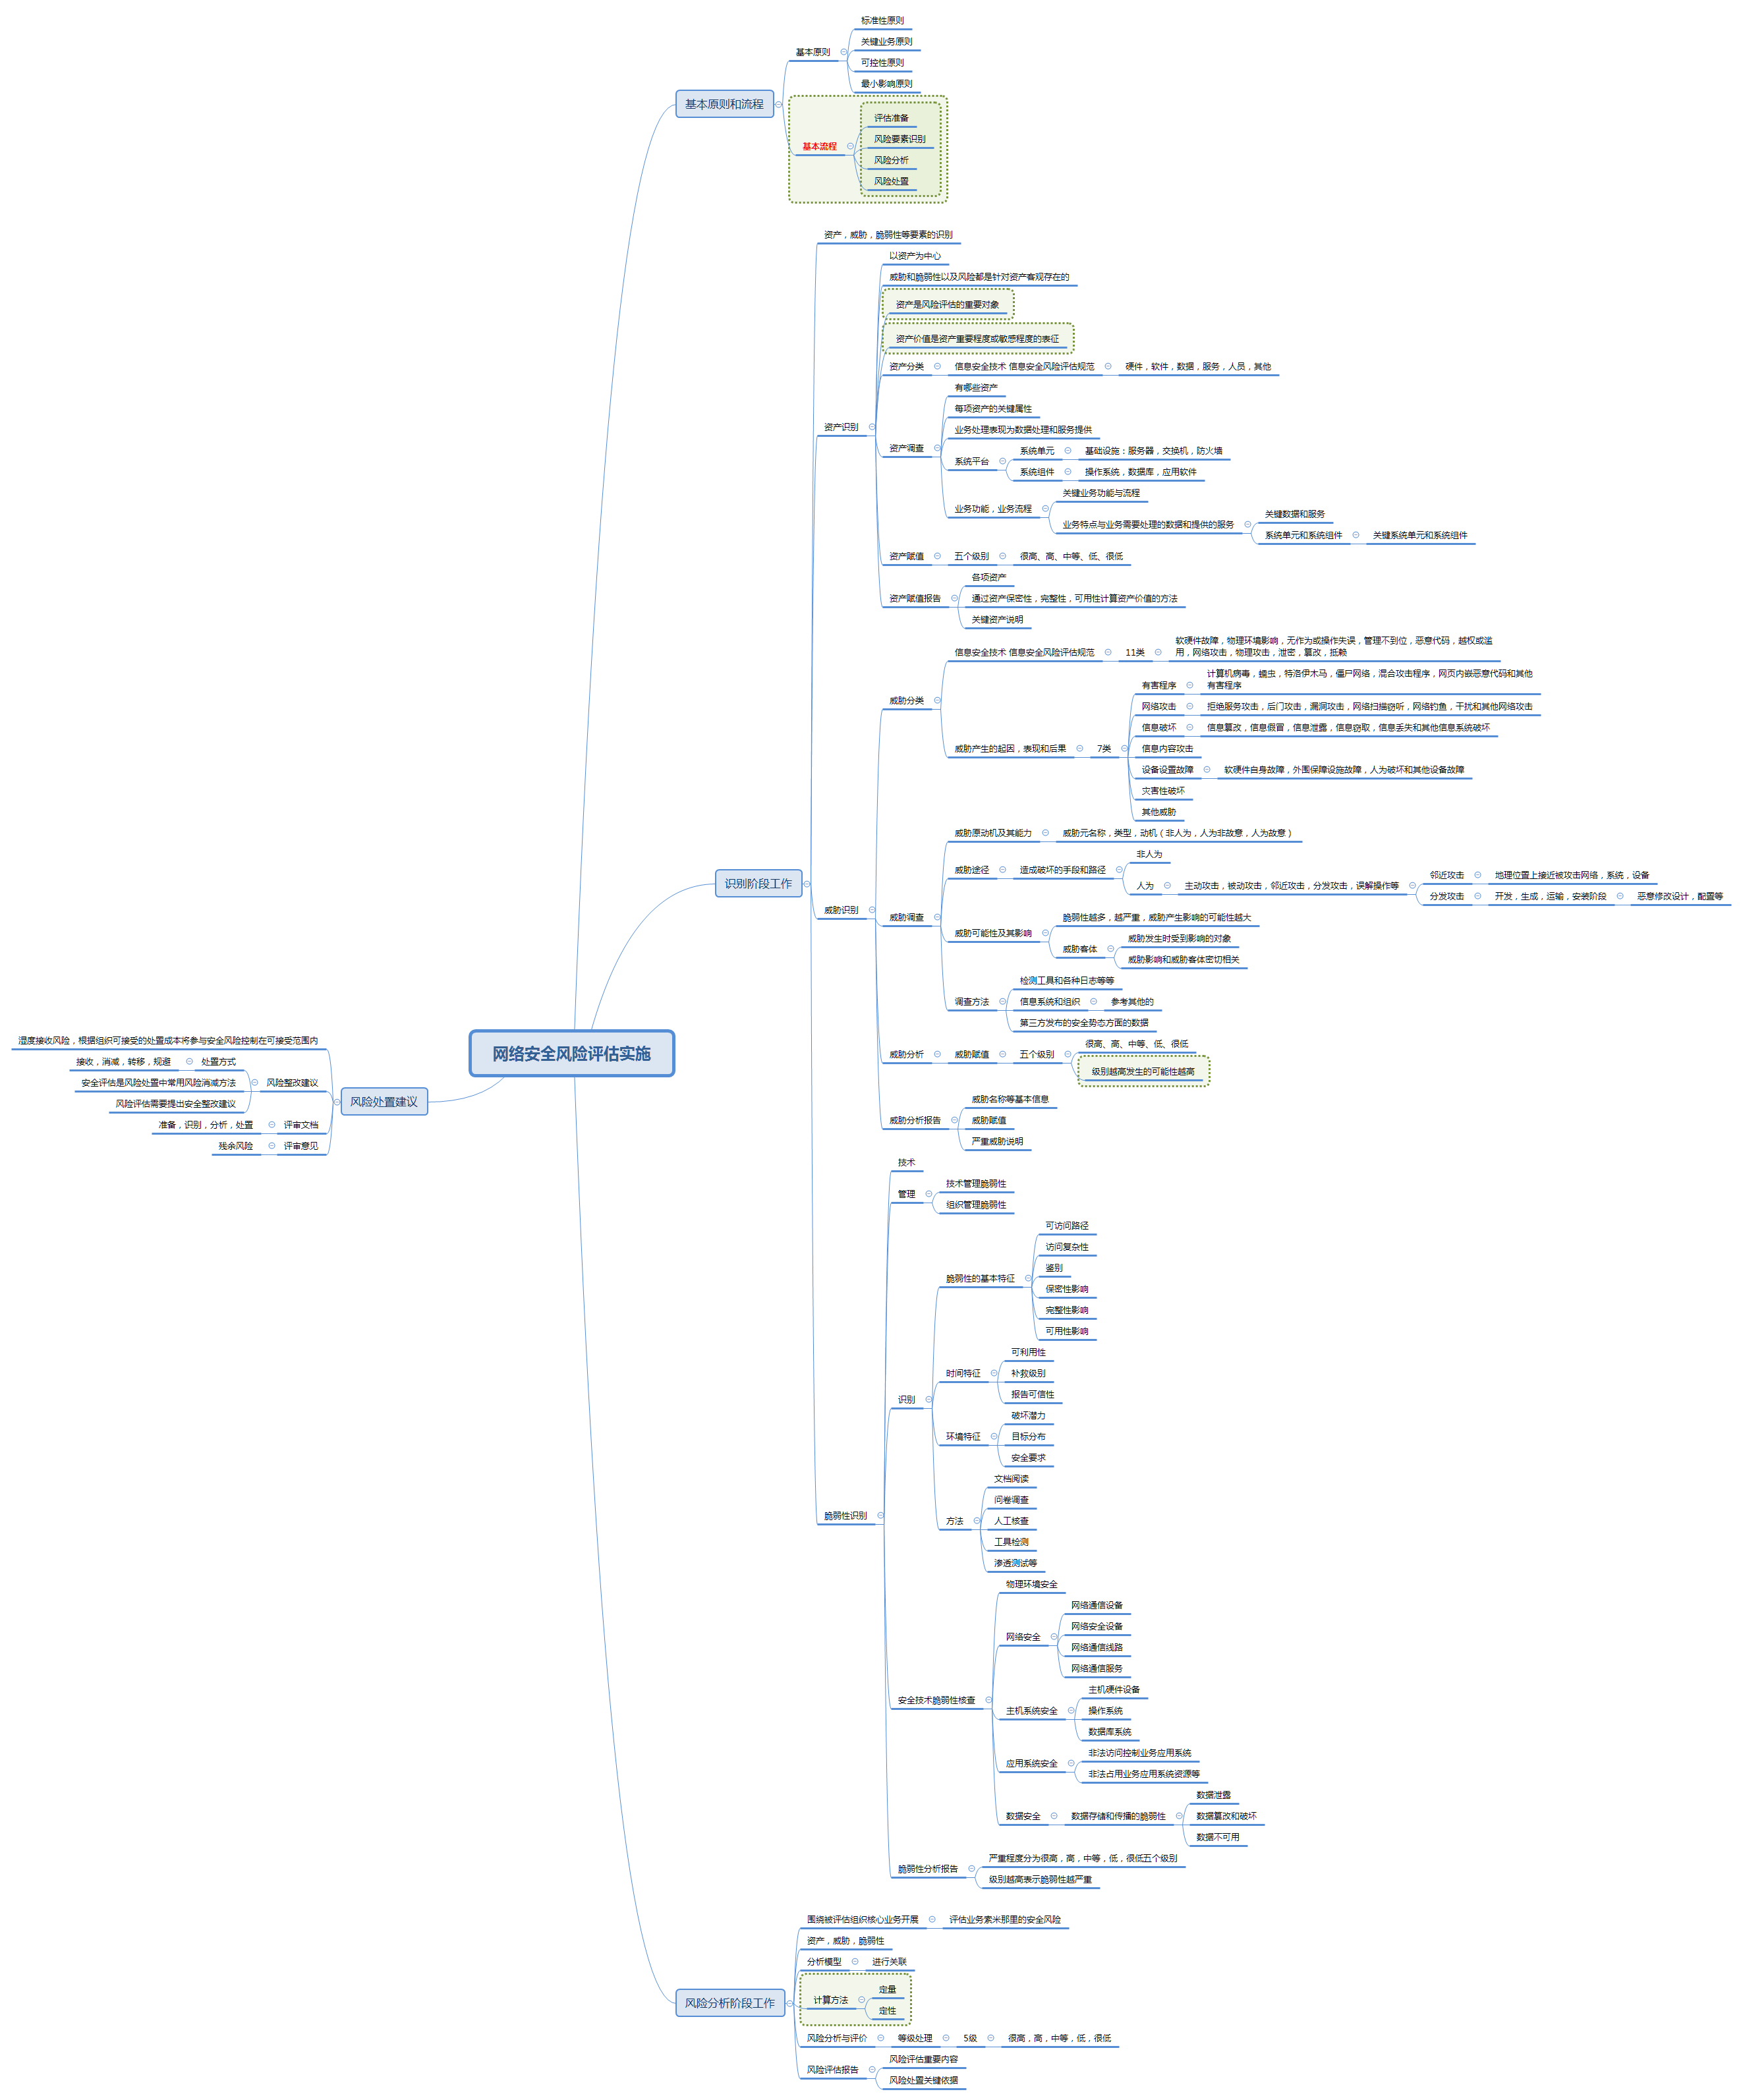 网络安全风险评估实施
基本原则和流程
基本原则
标准性原则
关键业务原则
可控性原则
最小影响原则
基本流程
评估准备
风险要素识别
风险分析
风险处置
识别阶段工作
资产，威胁，脆弱性等要素的识别
资产识别
以资产为中心
威胁和脆弱性以及风险都是针对资产客观存在的
资产是风险评估的重要对象
资产价值是资产重要程度或敏感程度的表征
资产分类
信息安全技术 信息安全风险评估规范
硬件，软件，数据，服务，人员，其他
资产调查
有哪些资产
每项资产的关键属性
业务处理表现为数据处理和服务提供
系统平台
系统单元
基础设施：服务器，交换机，防火墙
系统组件
操作系统，数据库，应用软件
业务功能，业务流程
关键业务功能与流程
业务特点与业务需要处理的数据和提供的服务
关键数据和服务
系统单元和系统组件
关键系统单元和系统组件
资产赋值
五个级别
很高、高、中等、低、很低
资产赋值报告
各项资产
通过资产保密性，完整性，可用性计算资产价值的方法
关键资产说明
威胁识别
威胁分类
信息安全技术 信息安全风险评估规范
11类
软硬件故障，物理环境影响，无作为或操作失误，管理不到位，恶意代码，越权或滥
用，网络攻击，物理攻击，泄密，篡改，抵赖
威胁产生的起因，表现和后果
7类
有害程序
计算机病毒，蠕虫，特洛伊木马，僵尸网络，混合攻击程序，网页内嵌恶意代码和其他
有害程序
网络攻击
拒绝服务攻击，后门攻击，漏洞攻击，网络扫描窃听，网络钓鱼，干扰和其他网络攻击
信息破坏
信息篡改，信息假冒，信息泄露，信息窃取，信息丢失和其他信息系统破坏
信息内容攻击
设备设置故障
软硬件自身故障，外围保障设施故障，人为破坏和其他设备故障
灾害性破坏
其他威胁
威胁调查
威胁原动机及其能力
威胁元名称，类型，动机（非人为，人为非故意，人为故意）
威胁途径
造成破坏的手段和路径
非人为
人为
主动攻击，被动攻击，邻近攻击，分发攻击，误解操作等
邻近攻击
地理位置上接近被攻击网络，系统，设备
分发攻击
开发，生成，运输，安装阶段
恶意修改设计，配置等
威胁可能性及其影响
脆弱性越多，越严重，威胁产生影响的可能性越大
威胁客体
威胁发生时受到影响的对象
威胁影响和威胁客体密切相关
调查方法
检测工具和各种日志等等
信息系统和组织
参考其他的
第三方发布的安全势态方面的数据
威胁分析
威胁赋值
五个级别
很高、高、中等、低、很低
级别越高发生的可能性越高
威胁分析报告
威胁名称等基本信息
威胁赋值
严重威胁说明
脆弱性识别
技术
管理
技术管理脆弱性
组织管理脆弱性
识别
脆弱性的基本特征
可访问路径
访问复杂性
鉴别
保密性影响
完整性影响
可用性影响
时间特征
可利用性
补救级别
报告可信性
环境特征
破坏潜力
目标分布
安全要求
方法
文档阅读
问卷调查
人工核查
工具检测
渗透测试等
安全技术脆弱性核查
物理环境安全
网络安全
网络通信设备
网络安全设备
网络通信线路
网络通信服务
主机系统安全
主机硬件设备
操作系统
数据库系统
应用系统安全
非法访问控制业务应用系统
非法占用业务应用系统资源等
数据安全
数据存储和传播的脆弱性
数据泄露
数据篡改和破坏
数据不可用
脆弱性分析报告
严重程度分为很高，高，中等，低，很低五个级别
级别越高表示脆弱性越严重
风险分析阶段工作
围绕被评估组织核心业务开展
评估业务索米那里的安全风险
资产，威胁，脆弱性
分析模型
进行关联
计算方法
定量
定性
风险分析与评价
等级处理
5级
很高，高，中等，低，很低
风险评估报告
风险评估重要内容
风险处置关键依据
风险处置建议
湿度接收风险，根据组织可接受的处置成本将参与安全风险控制在可接受范围内
风险整改建议
处置方式
接收，消减，转移，规避
安全评估是风险处置中常用风险消减方法
风险评估需要提出安全整改建议
评审文档
准备，识别，分析，处置
评审意见
残余风险